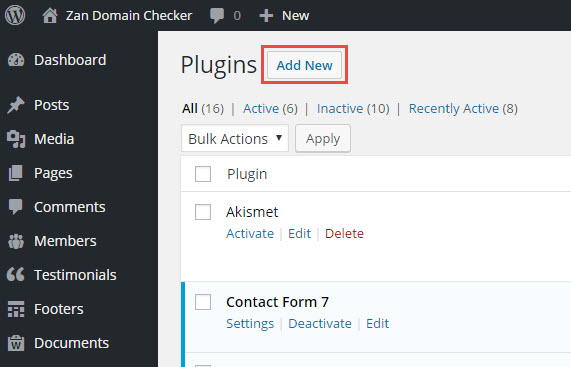 Zan Domain Checker 0 New
Dashboard
Posts
Media
Pages
Comments
Members
Testimonials
Footers
Documents
Plugins Add New
All (16) | Active (6) | Inactive (10) | Recently Active (8)
Bulk Actions Apply
Plugin
Akismet
Activate | Edit | Delete
Contact Form 7
Settings | Deactivate | Edit